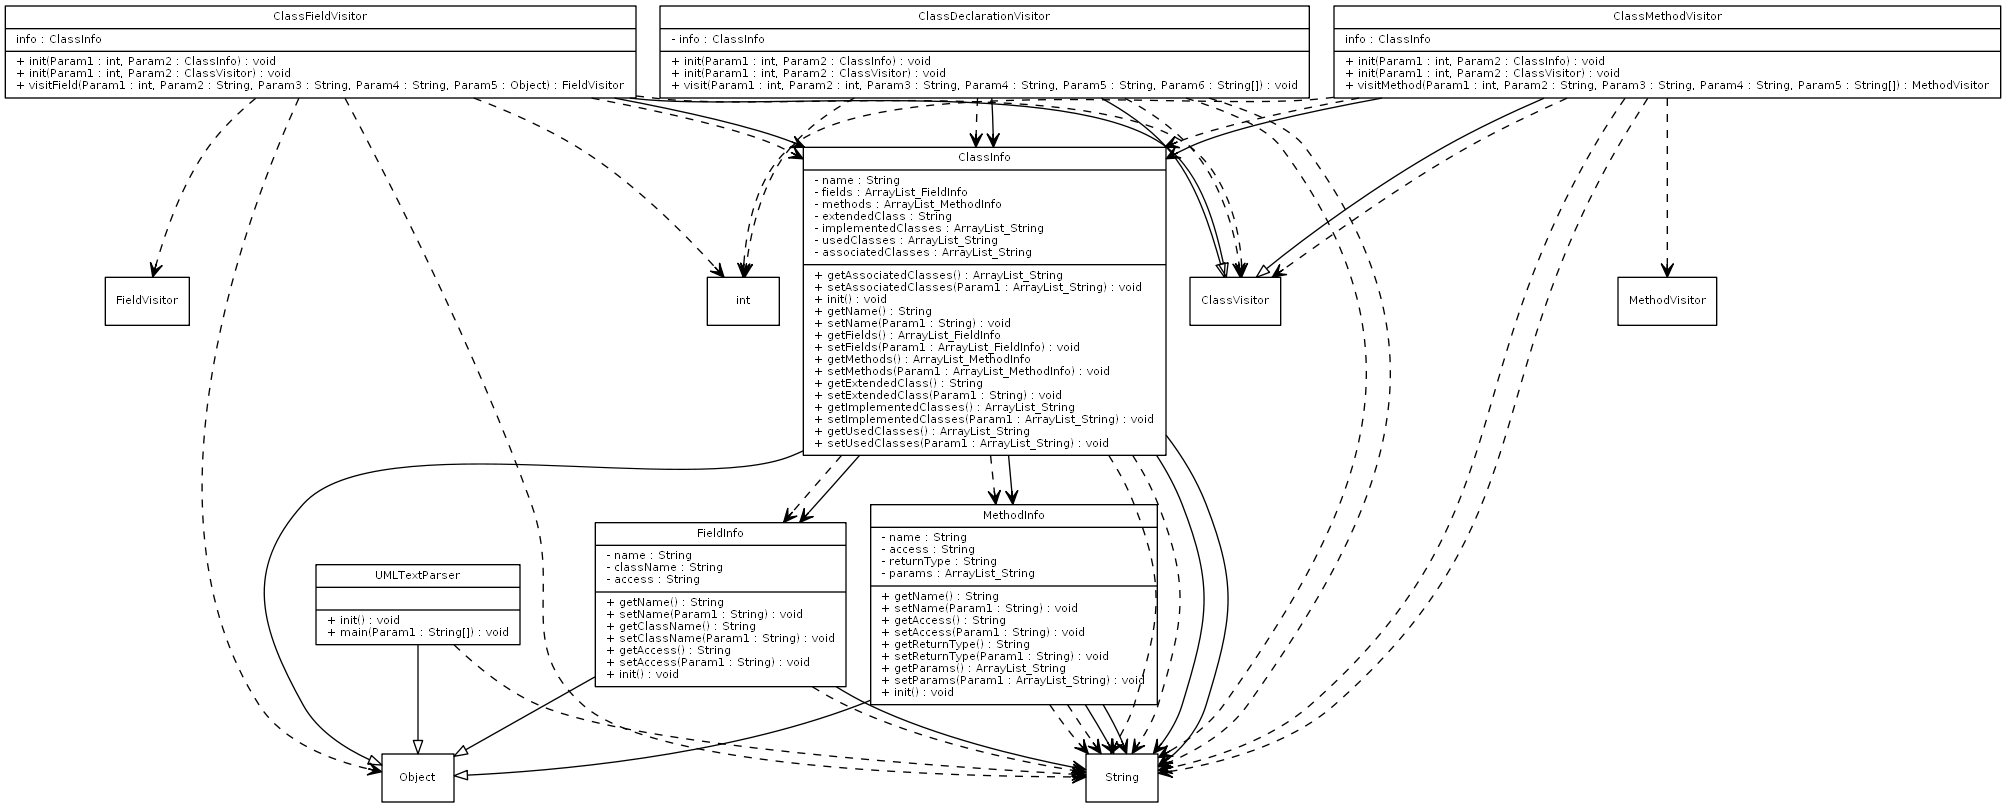 ClassFieldVisitor
info : ClassInfo
+ init(Param1 : int, Param2 : ClassInfo) : void
+ init(Param1 : int, Param2 : ClassVisitor) : void
+ visitField(Param1 : int, Param2 : String, Param3 : String, Param4 : String, Param5 : Object) : FieldVisitor
ClassDeclarationVisitor
- info : ClassInfo
+ init(Param1 : int, Param2 : ClassInfo) : void
+ init(Param1 : int, Param2 : ClassVisitor) : void
+ visit(Param1 : int, Param2 : int, Param3 : String, Param4 : String, Param5 : String, Param6 : String[]) : void
ClassMethodVisitor
info : ClassInfo
+ init(Param1 : int, Param2 : ClassInfo) : void
+ init(Param1 : int, Param2 : ClassVisitor) : void
+ visitMethod(Param1 : int, Param2 : String, Param3 : String, Param4 : String, Param5 : String[]) : MethodVisitor
ClassInfo
- name : String
- fields : ArrayList_FieldInfo
- methods : ArrayList_MethodInfo
- extendedClass : String
- implementedClasses : ArrayList_String
- usedClasses : ArrayList_String
- associatedClasses : ArrayList_String
+ getAssociatedClasses() : ArrayList_String
+ setAssociatedClasses(Param1 : ArrayList_String) : void
+ init() : void
+ getName() : String
+ setName(Param1 : String) : void
+ getFields() : ArrayList_FieldInfo
+ setFields(Param1 : ArrayList_FieldInfo) : void
+ getMethods() : ArrayList_MethodInfo
+ setMethods(Param1 : ArrayList_MethodInfo) : void
+ getExtendedClass() : String
+ setExtendedClass(Param1 : String) : void
+ getImplementedClasses() : ArrayList_String
+ setImplementedClasses(Param1 : ArrayList_String) : void
+ getUsedClasses() : ArrayList_String
+ setUsedClasses(Param1 : ArrayList_String) : void
FieldVisitor
int
ClassVisitor
MethodVisitor
UMLTextParser
+ init() : void
+ main(Param1 : String[]) : void
FieldInfo
- name : String
- className : String
- access : String
+ getName() : String
+ setName(Param1 : String) : void
+ getClassName() : String
+ setClassName(Param1 : String) : void
+ getAccess() : String
+ setAccess(Param1 : String) : void
+ init() : void
MethodInfo
- name : String
- access : String
- returnType : String
- params : ArrayList_String
+ getName() : String
+ setName(Param1 : String) : void
+ getAccess() : String
+ setAccess(Param1 : String) : void
+ getReturnType() : String
+ setReturnType(Param1 : String) : void
+ getParams() : ArrayList_String
+ setParams(Param1 : ArrayList_String) : void
+ init() : void
Object
String